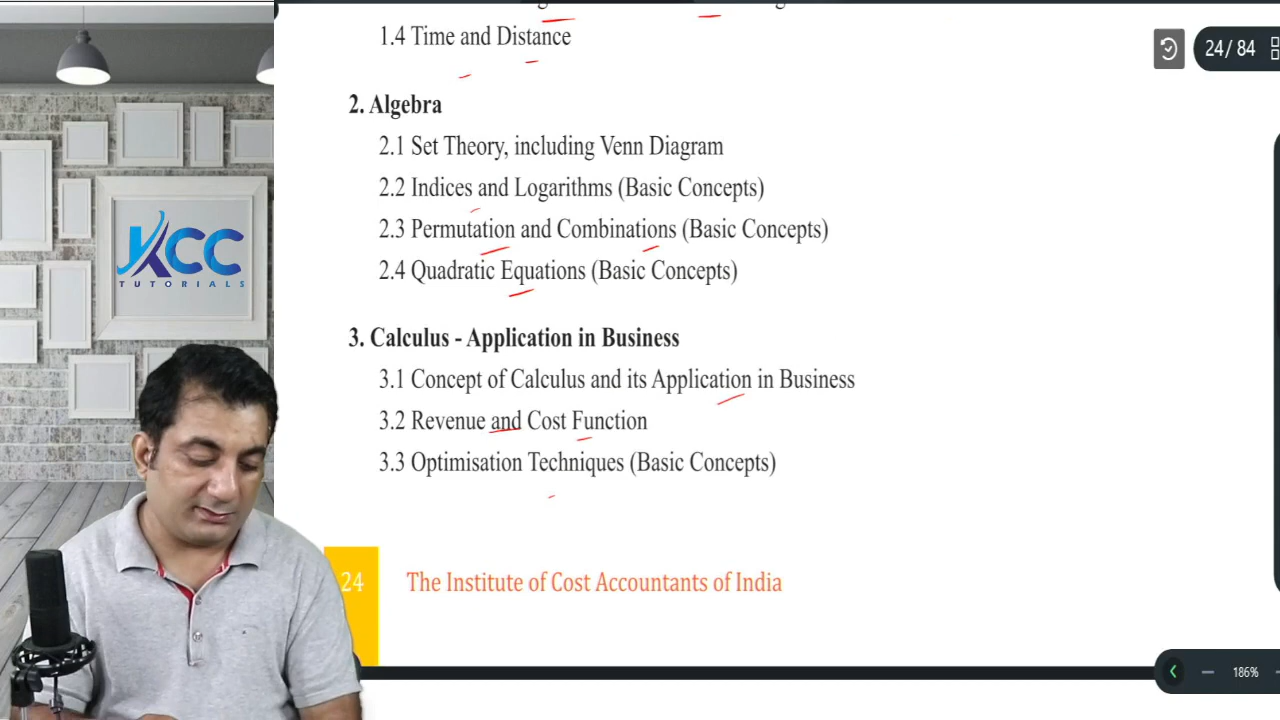 1.4 Time and Distance
24/ 84
2. Algebra
2.1 Set Theory, including Venn Diagram
2.2 Indices and Logarithms (Basic Concepts)
2.3 Permutation and Combinations (Basic Concepts)
2.4 Quadratic Equations (Basic Concepts)
KCC
TUTORIALS
3. Calculus - Application in Business
3.1 Concept of Calculus and its Application in Business
3.2 Revenue and Cost Function
3.3 Optimisation Techniques (Basic Concepts)
24
The Institute of Cost Accountants of India
186%